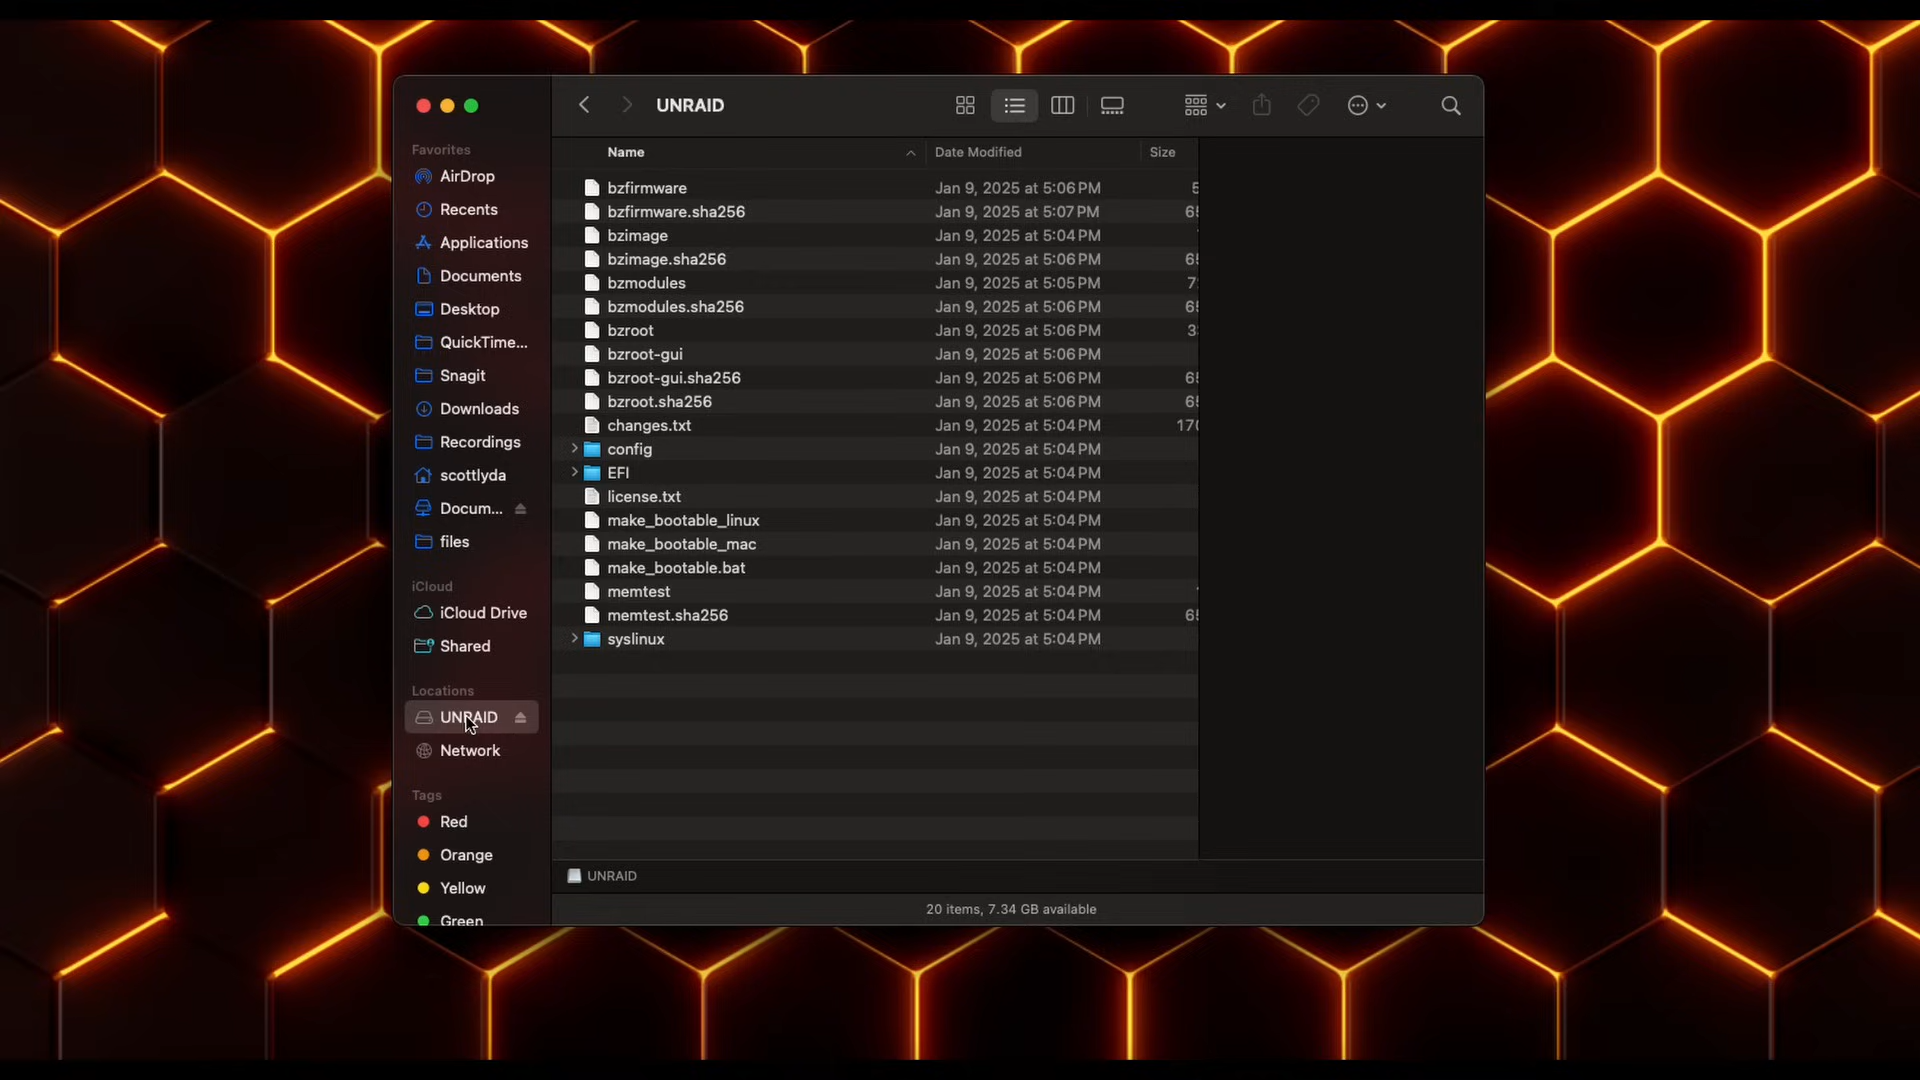 UNRAID
Favorites
AirDrop
Recents
Applications
Documents
Desktop
QuickTime...
Snagit
Downloads
Recordings
scottlyda
Docum...
files
iCloud
iCloud Drive
Shared
Locations
UNRAID
Network
Tags
Red
Orange
Yellow
Green
Name Date Modified Size
bzfirmware Jan 9, 2025 at 5:06 PM
bzfirmware.sha256 Jan 9, 2025 at 5:07 PM
bzimage Jan 9, 2025 at 5:04 PM
bzimage.sha256 Jan 9, 2025 at 5:06 PM
bzmodules Jan 9, 2025 at 5:05 PM
bzmodules.sha256 Jan 9, 2025 at 5:06 PM
bzroot Jan 9, 2025 at 5:06 PM
bzroot-gui Jan 9, 2025 at 5:06 PM
bzroot-gui.sha256 Jan 9, 2025 at 5:06 PM
bzroot.sha256 Jan 9, 2025 at 5:06 PM
changes.txt Jan 9, 2025 at 5:04 PM
config Jan 9, 2025 at 5:04 PM
EFI Jan 9, 2025 at 5:04 PM
license.txt Jan 9, 2025 at 5:04 PM
make_bootable_linux Jan 9, 2025 at 5:04 PM
make_bootable_mac Jan 9, 2025 at 5:04 PM
make_bootable.bat Jan 9, 2025 at 5:04 PM
memtest Jan 9, 2025 at 5:04 PM
memtest.sha256 Jan 9, 2025 at 5:04 PM
syslinux Jan 9, 2025 at 5:04 PM
UNRAID
20 items, 7.34 GB available